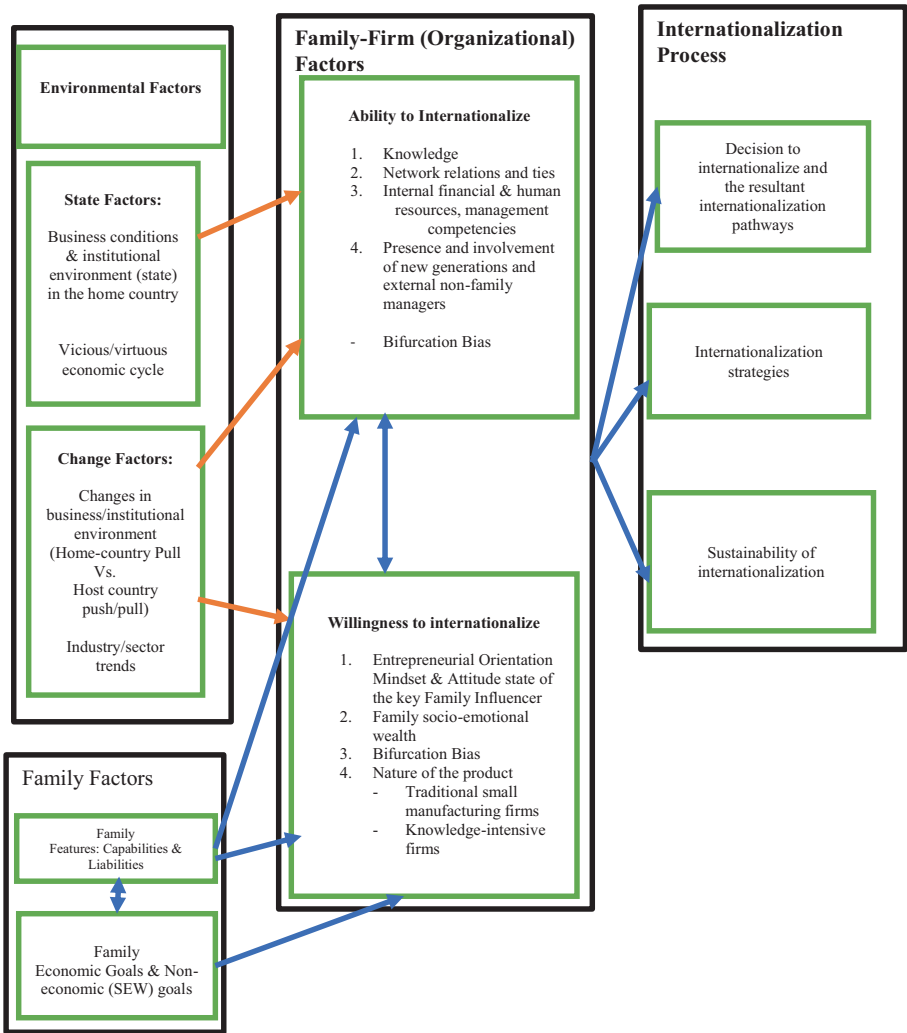 Environmental Factors
State Factors:
Business conditions
& institutional
environment (state)
in the home country
Vicious/virtuous
economic cycle
Change Factors:
Changes in
business/institutional
environment
(Home-country Pull
Vs.
Host country
push/pull)
Industry/sector
trends
Family Factors
Family
Features: Capabilities &
Liabilities
Family
Economic Goals & Non-
economic (SEW) goals
Family-Firm (Organizational)
Factors
Ability to Internationalize
1. Knowledge
2. Network relations and ties
3. Internal financial & human
resources, management
competencies
4. Presence and involvement
of new generations and
external non-family
managers
- Bifurcation Bias
Willingness to internationalize
1. Entrepreneurial Orientation
Mindset & Attitude state of
the key Family Influencer
2. Family socio-emotional
wealth
3. Bifurcation Bias
4. Nature of the product
- Traditional small
manufacturing firms
- Knowledge-intensive
firms
Internationalization
Process
Decision to
internationalize and
the resultant
internationalization
pathways
Internationalization
strategies
Sustainability of
internationalization